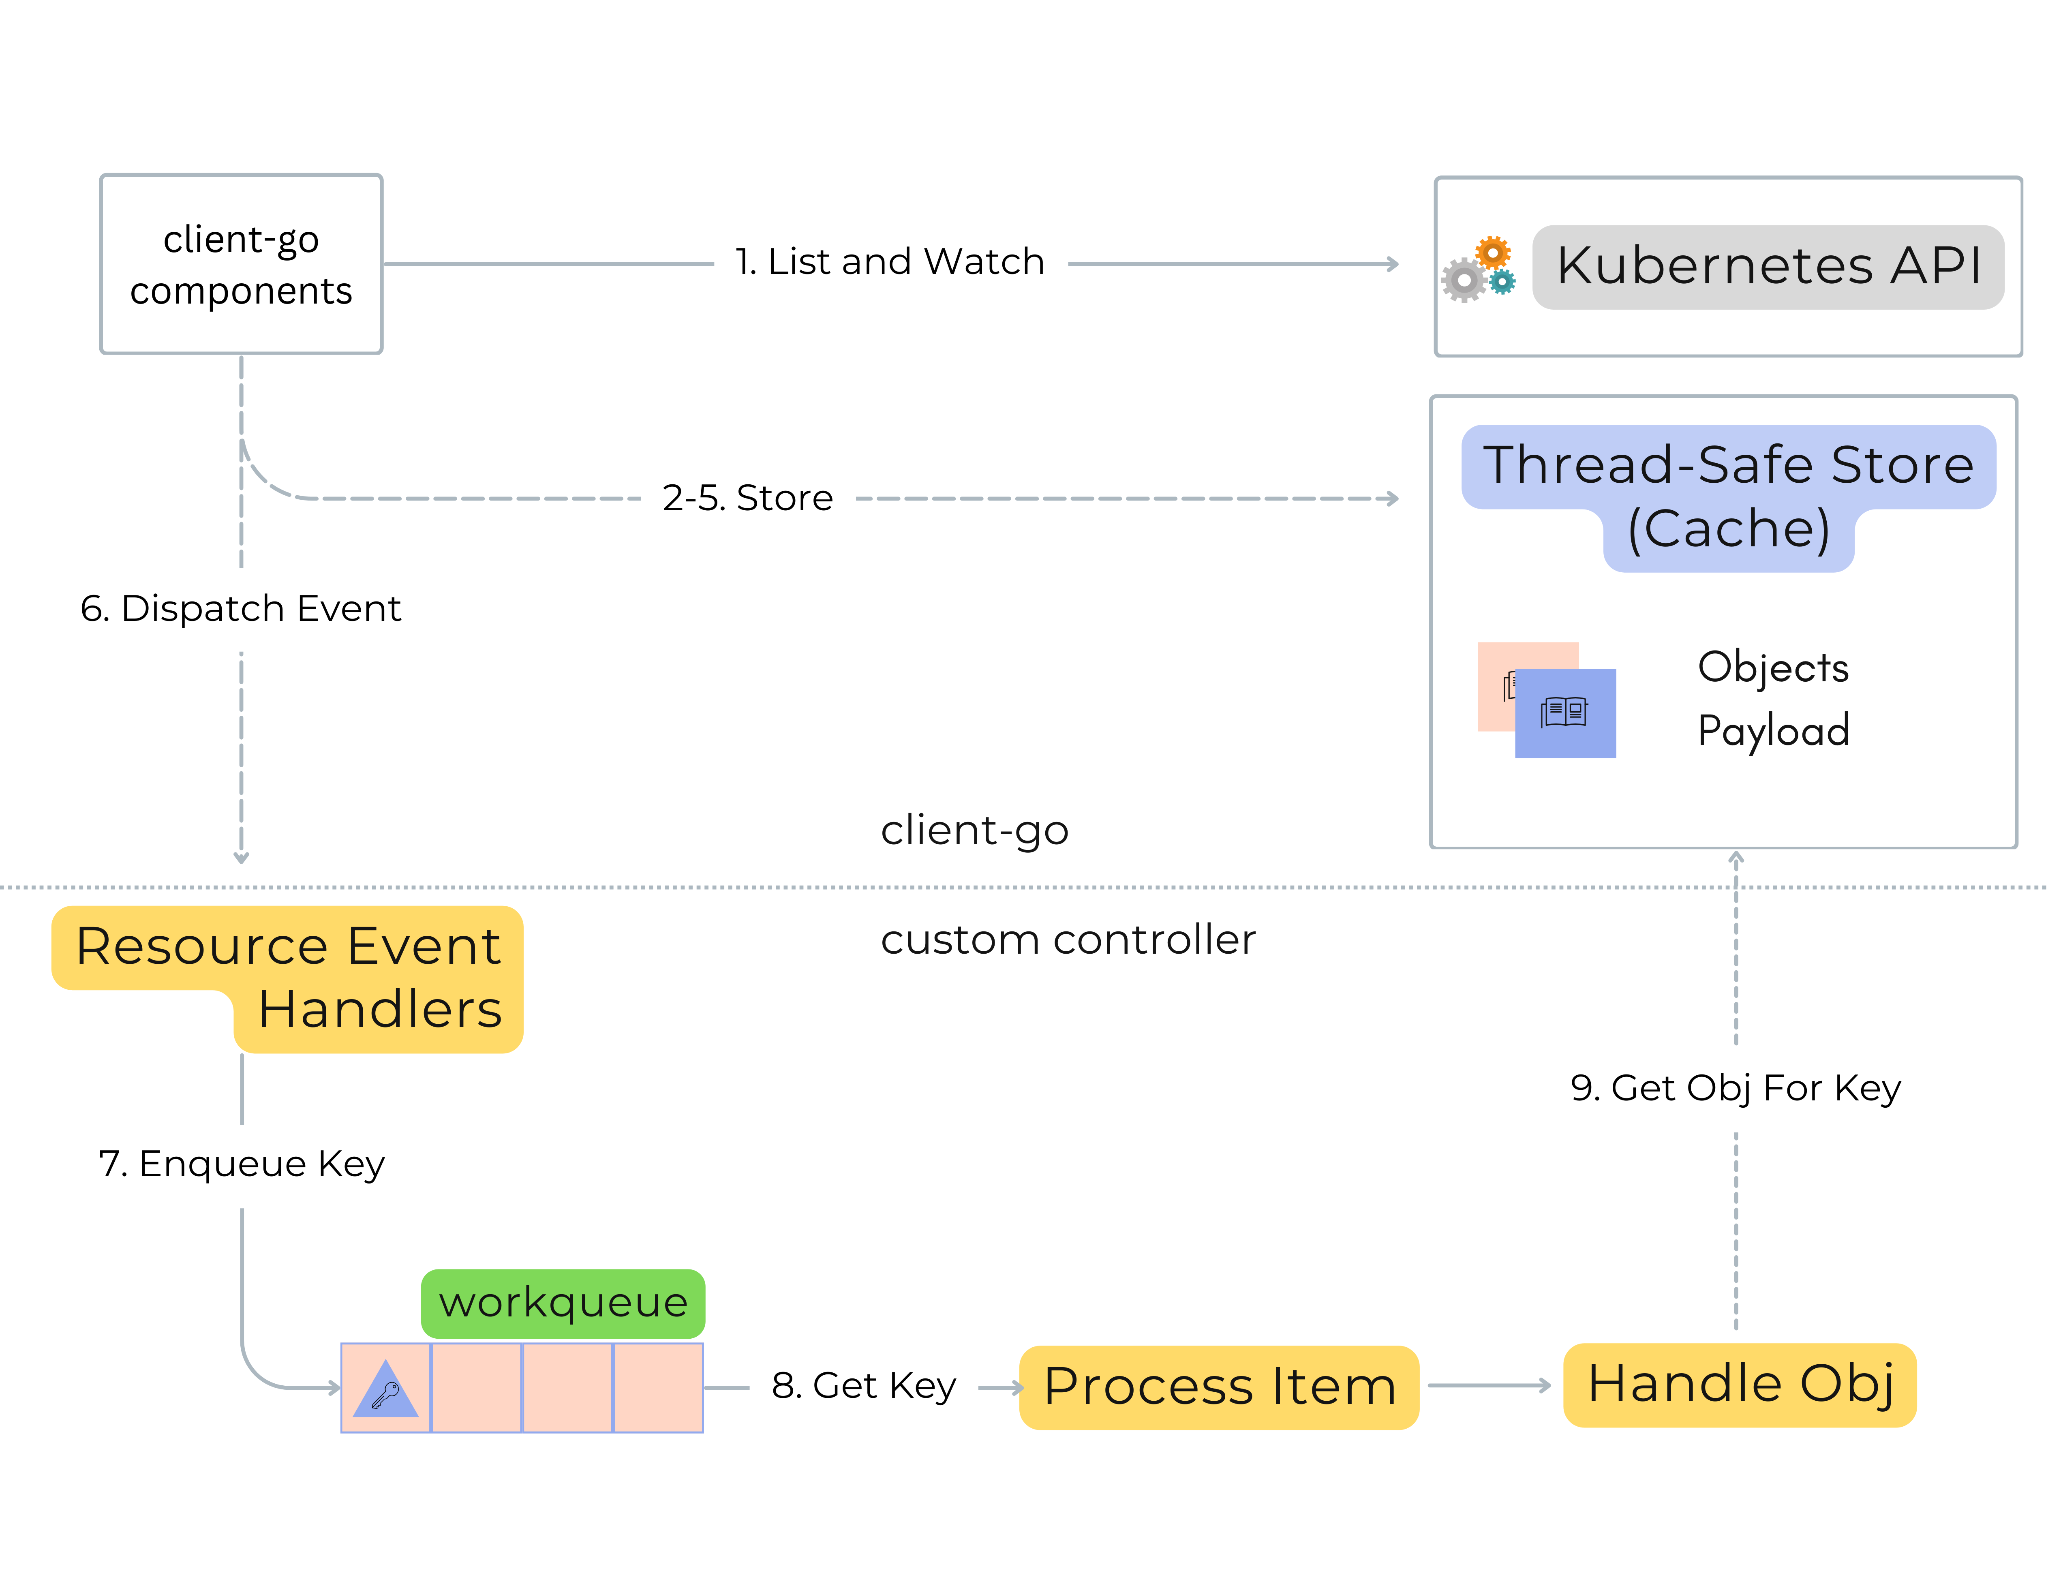 client-go
components
1. List and Watch
Kubernetes API
2-5. Store
Thread-Safe Store
(Cache)
6. Dispatch Event
Objects
Payload
client-go
custom controller
Resource Event
Handlers
9. Get Obj For Key
7. Enqueue Key
workqueue
8. Get Key
Process Item
Handle Obj